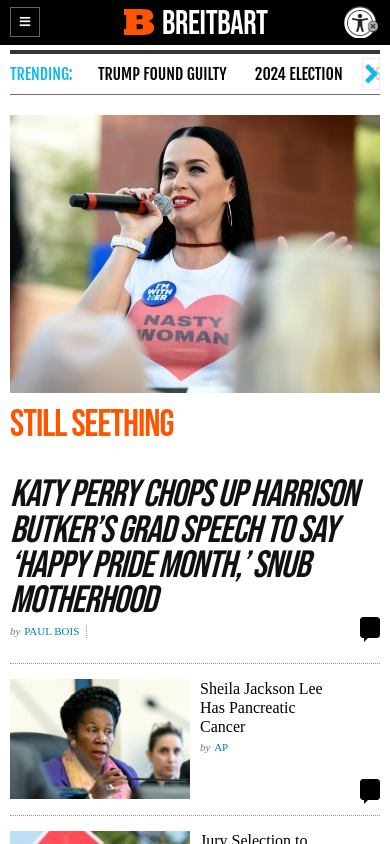 BREITBART
TRENDING: TRUMP FOUND GUILTY 2024 ELECTION
I'M WITH HER
NASTY
WOMAN
STILL SEETHING
KATY PERRY CHOPS UP HARRISON
BUTKER’S GRAD SPEECH TO SAY
‘HAPPY PRIDE MONTH,’ SNUB
MOTHERHOOD
by PAUL BOIS
Sheila Jackson Lee
Has Pancreatic
Cancer
by AP
Jury Selection to